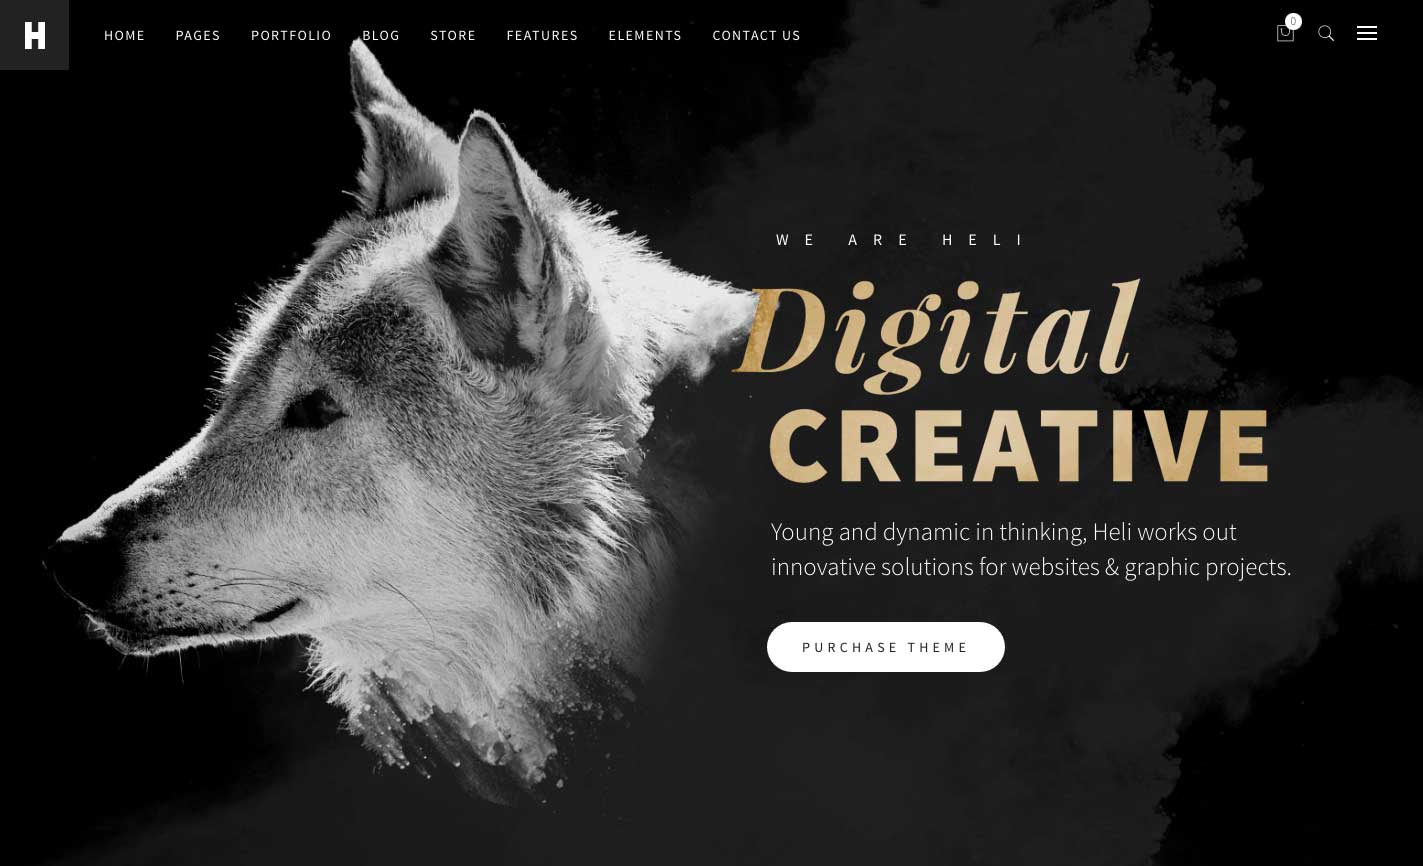 H
HOME
PAGES
PORTFOLIO
BLOG
STORE
FEATURES
ELEMENTS
CONTACT US
0
WE ARE HELI
Digital
CREATIVE
Young and dynamic in thinking, Heli works out
innovative solutions for websites & graphic projects.
PURCHASE THEME